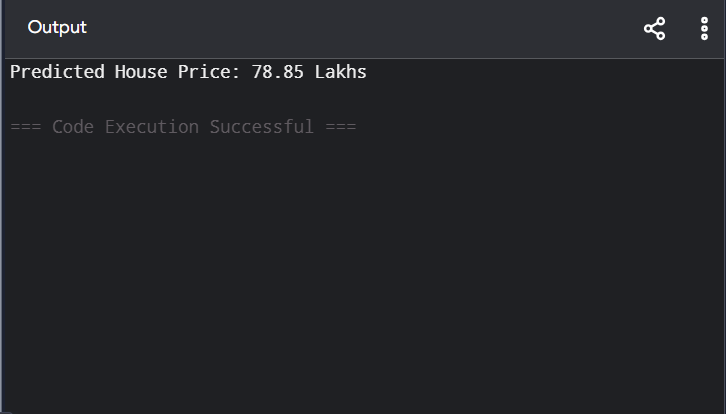 Output
Predicted House Price: 78.85 Lakhs
=== Code Execution Successful ===